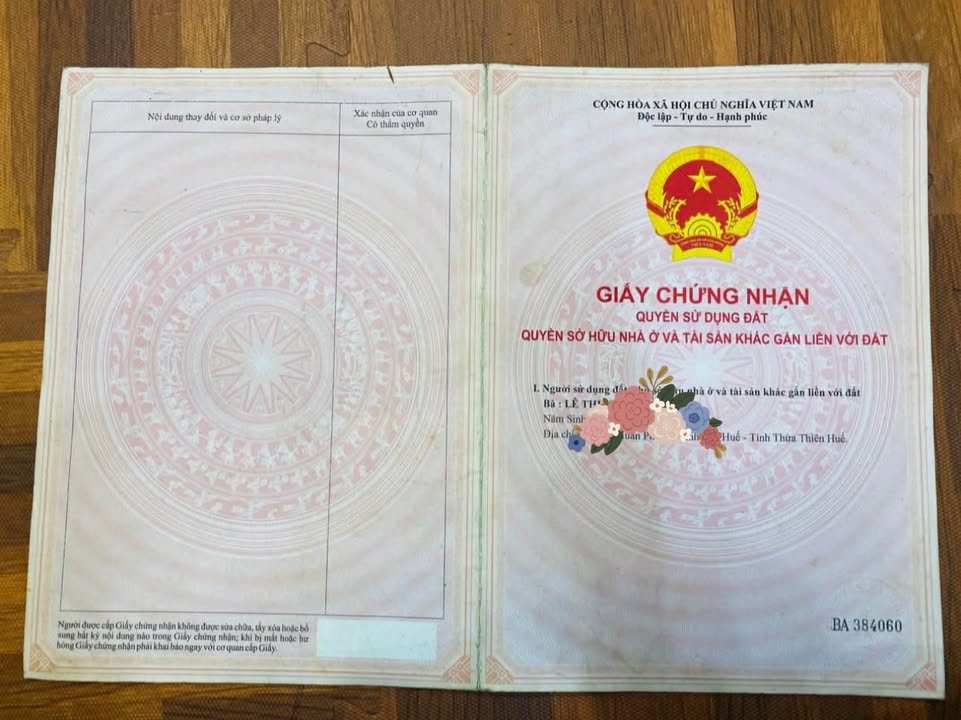 Nội dung thay đổi và cơ sở pháp lý
Xác nhận của cơ quan
Có thẩm quyền
Người được cấp Giấy chứng nhận không được sửa chữa, tẩy xóa hoặc bổ
sung bất kỳ nội dung nào trong Giấy chứng nhận; khi bị mất hoặc hư
hỏng Giấy chứng nhận phải khai báo ngay với cơ quan cấp Giấy.
CỘNG HÒA XÃ HỘI CHỦ NGHĨA VIỆT NAM
Độc lập - Tự do - Hạnh phúc
GIẤY CHỨNG NHẬN
QUYỀN SỬ DỤNG ĐẤT
QUYỀN SỞ HỮU NHÀ Ở VÀ TÀI SẢN KHÁC GẮN LIỀN VỚI ĐẤT
I. Người sử dụng nhà ở và tài sản khác gắn liền với đất
Bà : LÊ
Năm Sinh
Địa Huế - Tỉnh Thừa Thiên Huế.
BA 384060